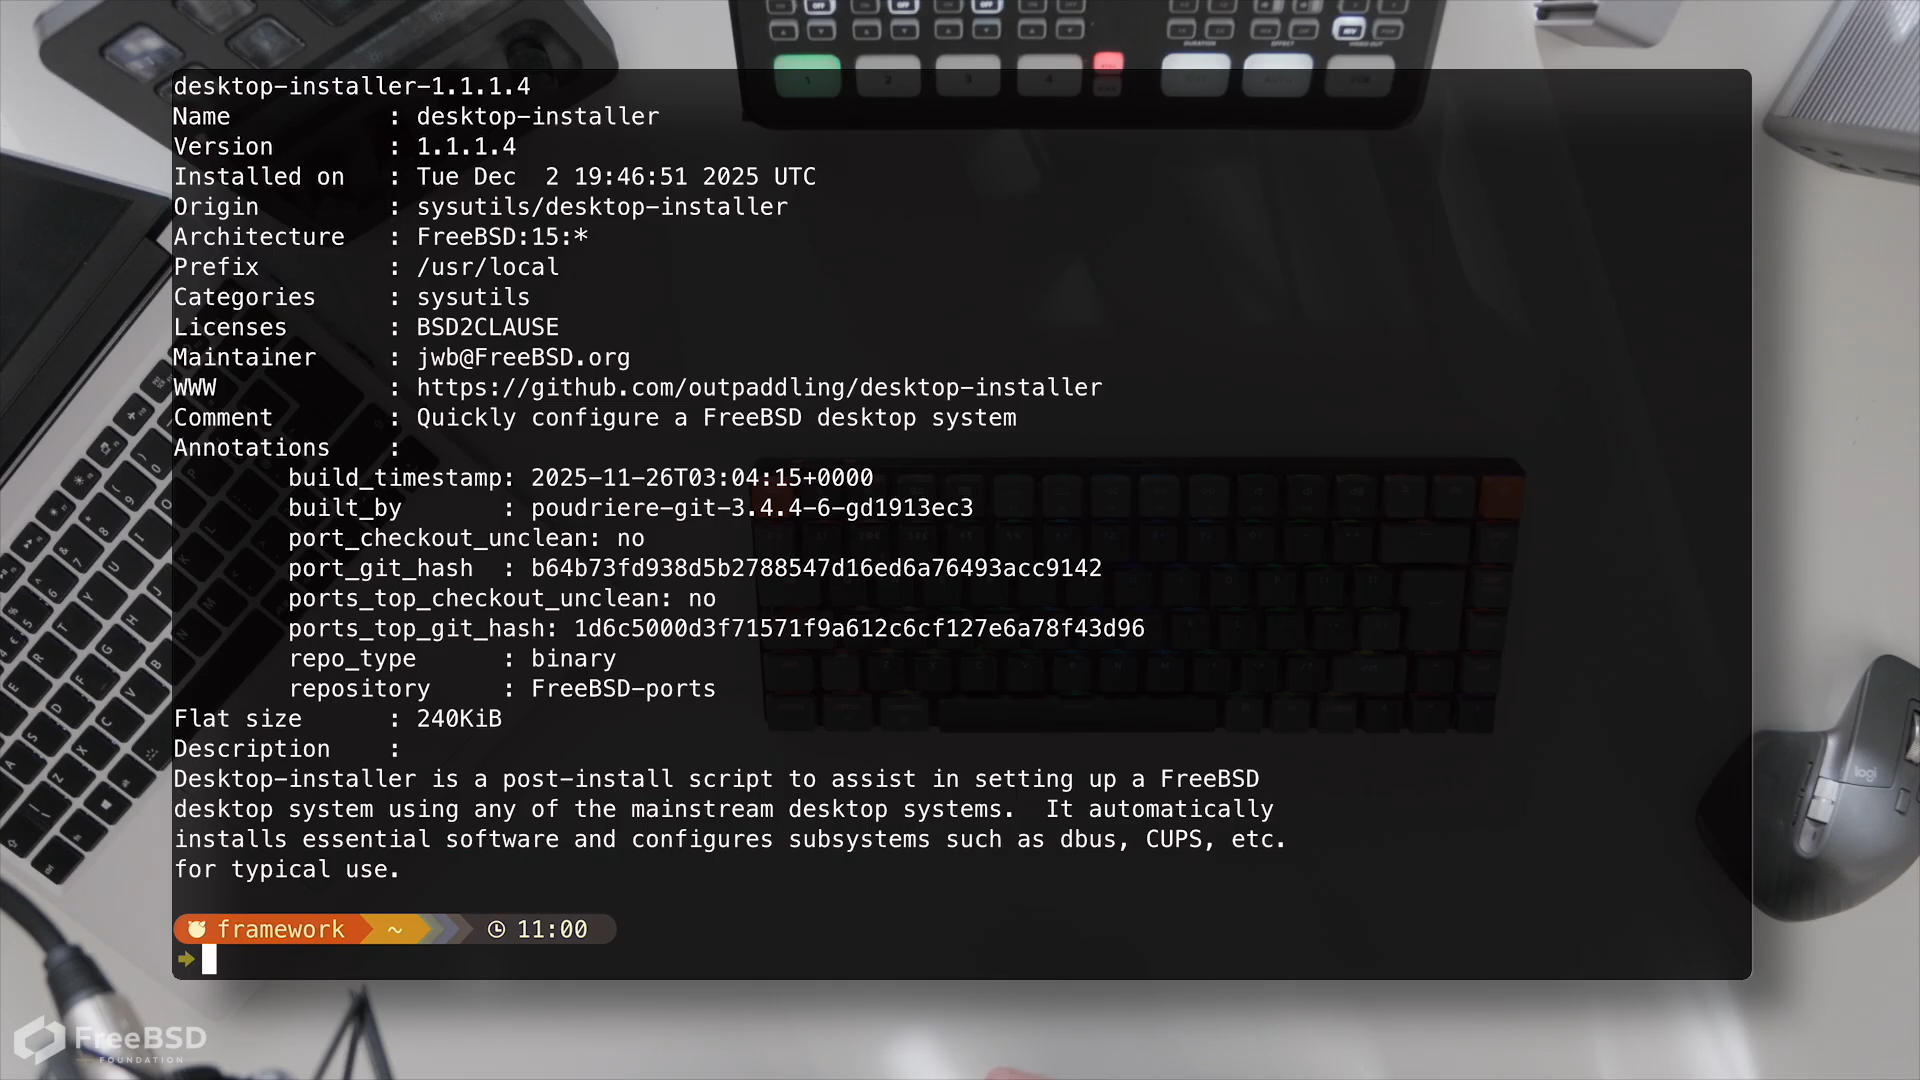 desktop-installer-1.1.1.4
Name : desktop-installer
Version : 1.1.1.4
Installed on : Tue Dec  2 19:46:51 2025 UTC
Origin : sysutils/desktop-installer
Architecture : FreeBSD:15:*
Prefix : /usr/local
Categories : sysutils
Licenses : BSD2CLAUSE
Maintainer : jwb@FreeBSD.org
WWW : https://github.com/outpaddling/desktop-installer
Comment : Quickly configure a FreeBSD desktop system
Annotations :
build_timestamp: 2025-11-26T03:04:15+0000
built_by : poudriere-git-3.4.4-6-gd1913ec3
port_checkout_unclean: no
port_git_hash : b64b73fd938d5b2788547d16ed6a76493acc9142
ports_top_checkout_unclean: no
ports_top_git_hash: 1d6c5000d3f71571f9a612c6cf127e6a78f43d96
repo_type : binary
repository : FreeBSD-ports
Flat size : 240KiB
Description :
Desktop-installer is a post-install script to assist in setting up a FreeBSD
desktop system using any of the mainstream desktop systems.  It automatically
installs essential software and configures subsystems such as dbus, CUPS, etc.
for typical use.
framework ~ 11:00
FreeBSD
FOUNDATION
logi
1 2 3 4